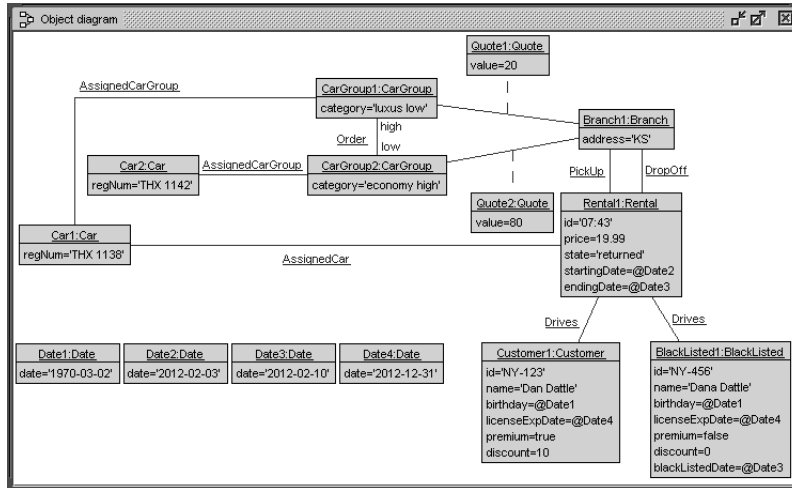 Object diagram
Quote1:Quote
value=20
AssignedCarGroup
CarGroup1:CarGroup
category='luxus low'
high
Order
low
Branch1:Branch
address='KS'
Car2:Car
regNum='THX 1142'
AssignedCarGroup
CarGroup2:CarGroup
category='economy high'
PickUp
DropOff
Quote2:Quote
value=80
Rental1:Rental
id='07:43'
price=19.99
state='returned'
startingDate=@Date2
endingDate=@Date3
Car1:Car
regNum='THX 1138'
AssignedCar
Drives
Drives
Date1:Date
date='1970-03-02'
Date2:Date
date='2012-02-03'
Date3:Date
date='2012-02-10'
Date4:Date
date='2012-12-31'
Customer1:Customer
id='NY-123'
name='Dan Dattle'
birthday=@Date1
licenseExpDate=@Date4
premium=true
discount=10
BlackListed1:BlackListed
id='NY-456'
name='Dana Dattle'
birthday=@Date1
licenseExpDate=@Date4
premium=false
discount=0
blackListedDate=@Date3